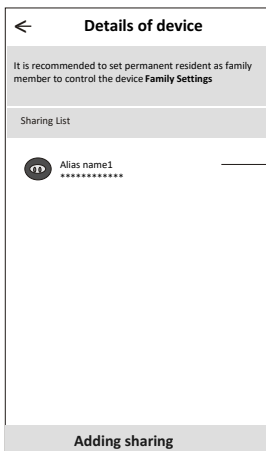 Details of device
It is recommended to set permanent resident as family
member to control the device Family Settings
Sharing List
Alias name1
************
Adding sharing